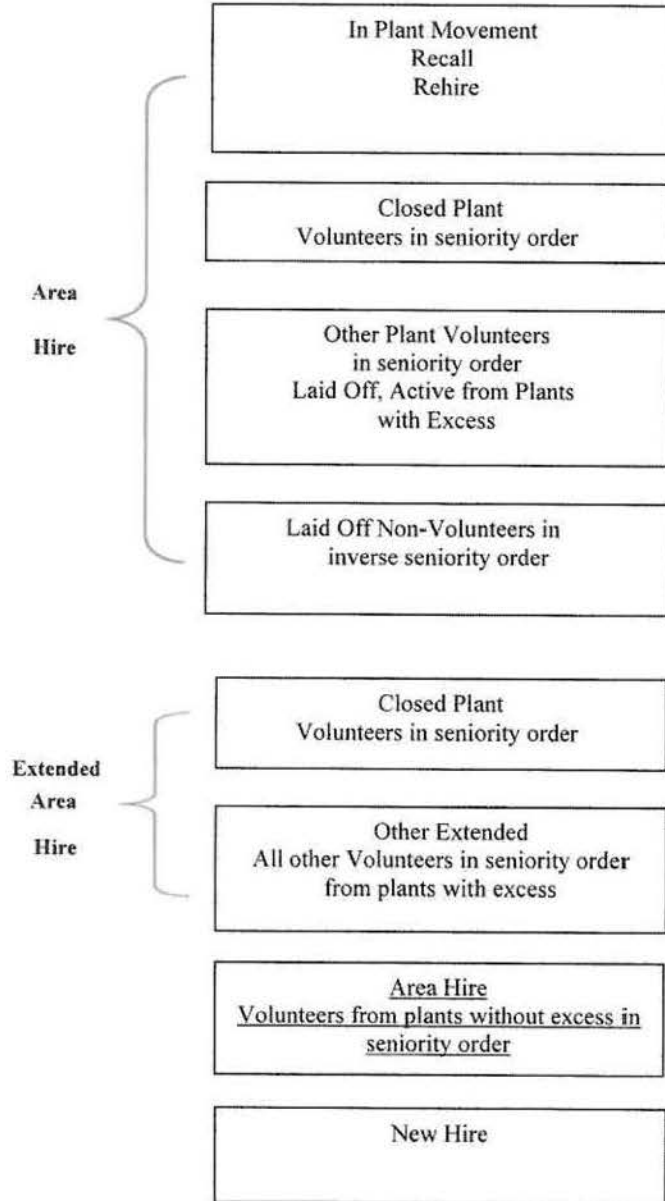 In Plant Movement
Recall
Rehire
Closed Plant
Volunteers in seniority order
Area
Hire
Other Plant Volunteers
in seniority order
Laid Off, Active from Plants
with Excess
Laid Off Non-Volunteers in
inverse seniority order
Closed Plant
Volunteers in seniority order
Extended
Area
Hire
Other Extended
All other Volunteers in seniority order
from plants with excess
Area Hire
Volunteers from plants without excess in
seniority order
New Hire